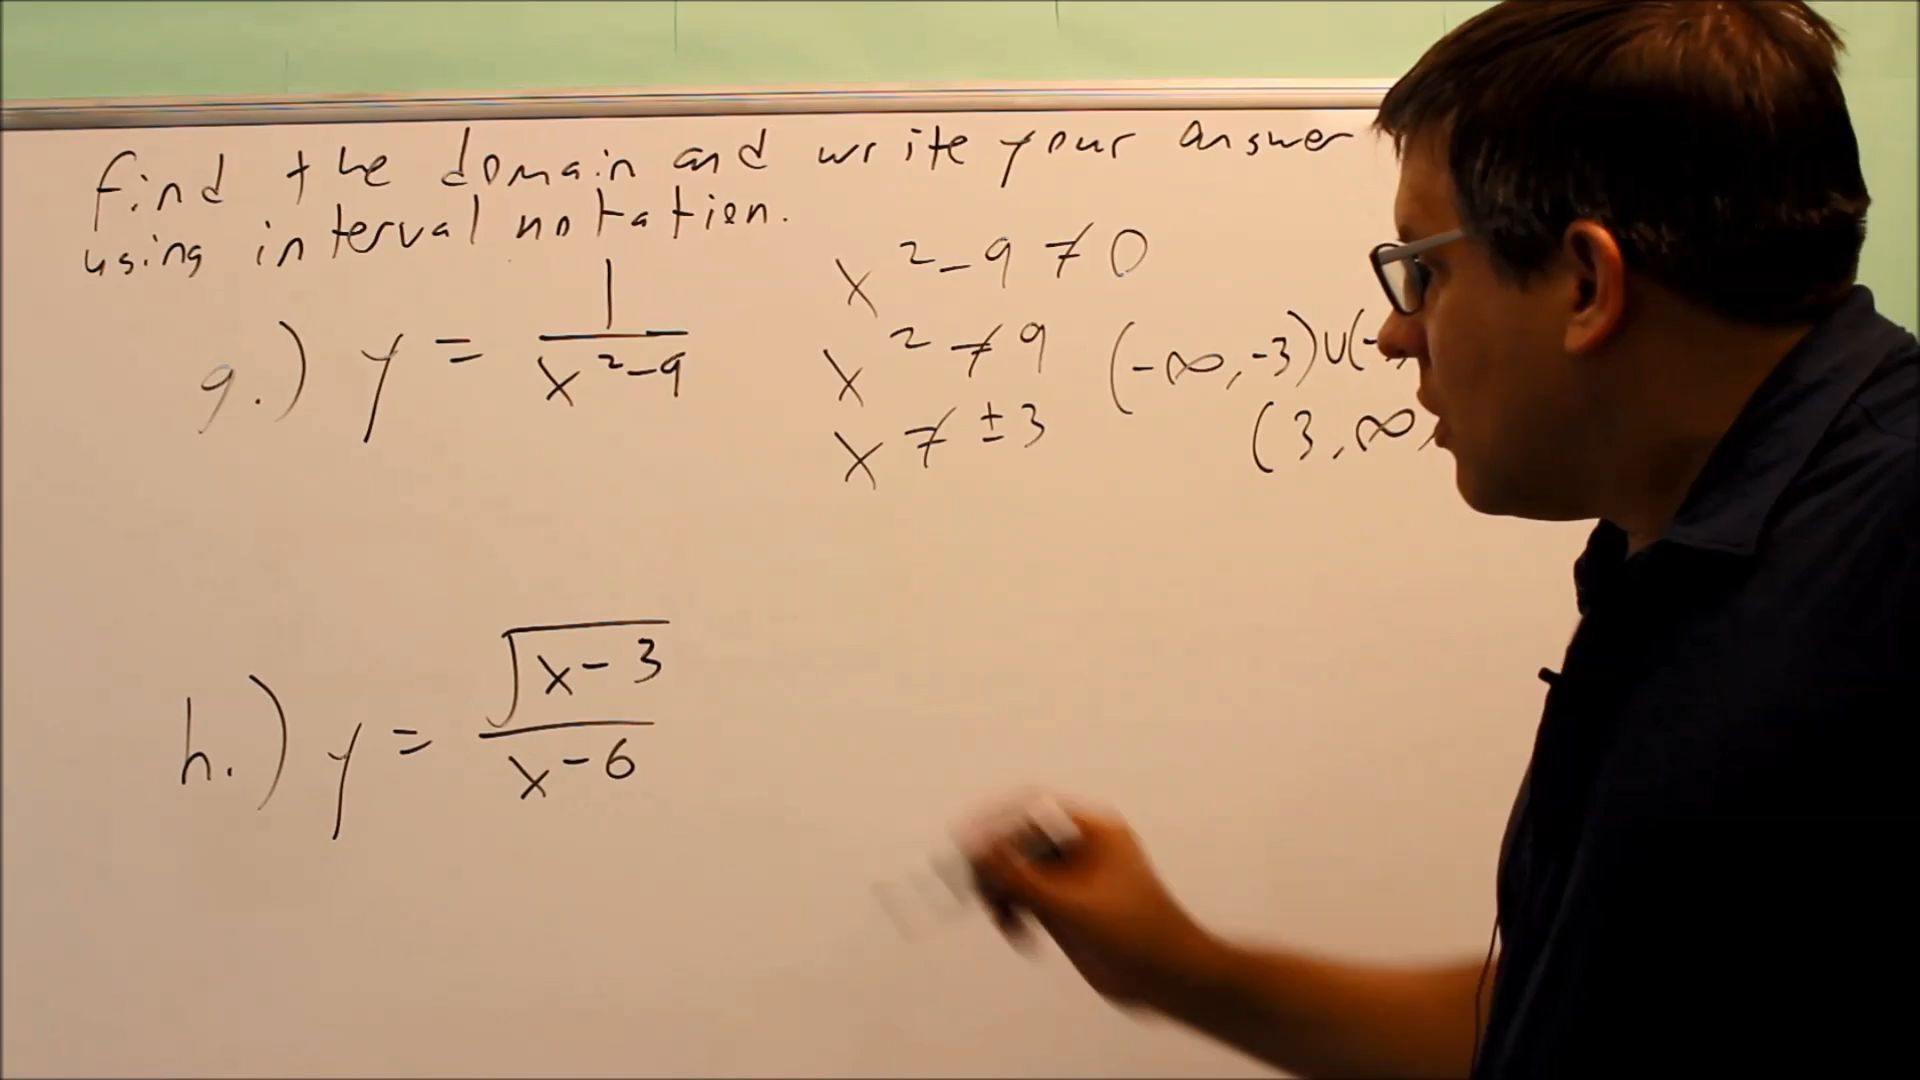 find the domain and write your answer
using interval notation.
g.) y = 1/(x²-9)
x²-9≠0
x²≠9
x≠±3
(-∞,-3)∪(-
(3,∞
h.) y = √(x-3)/(x-6)